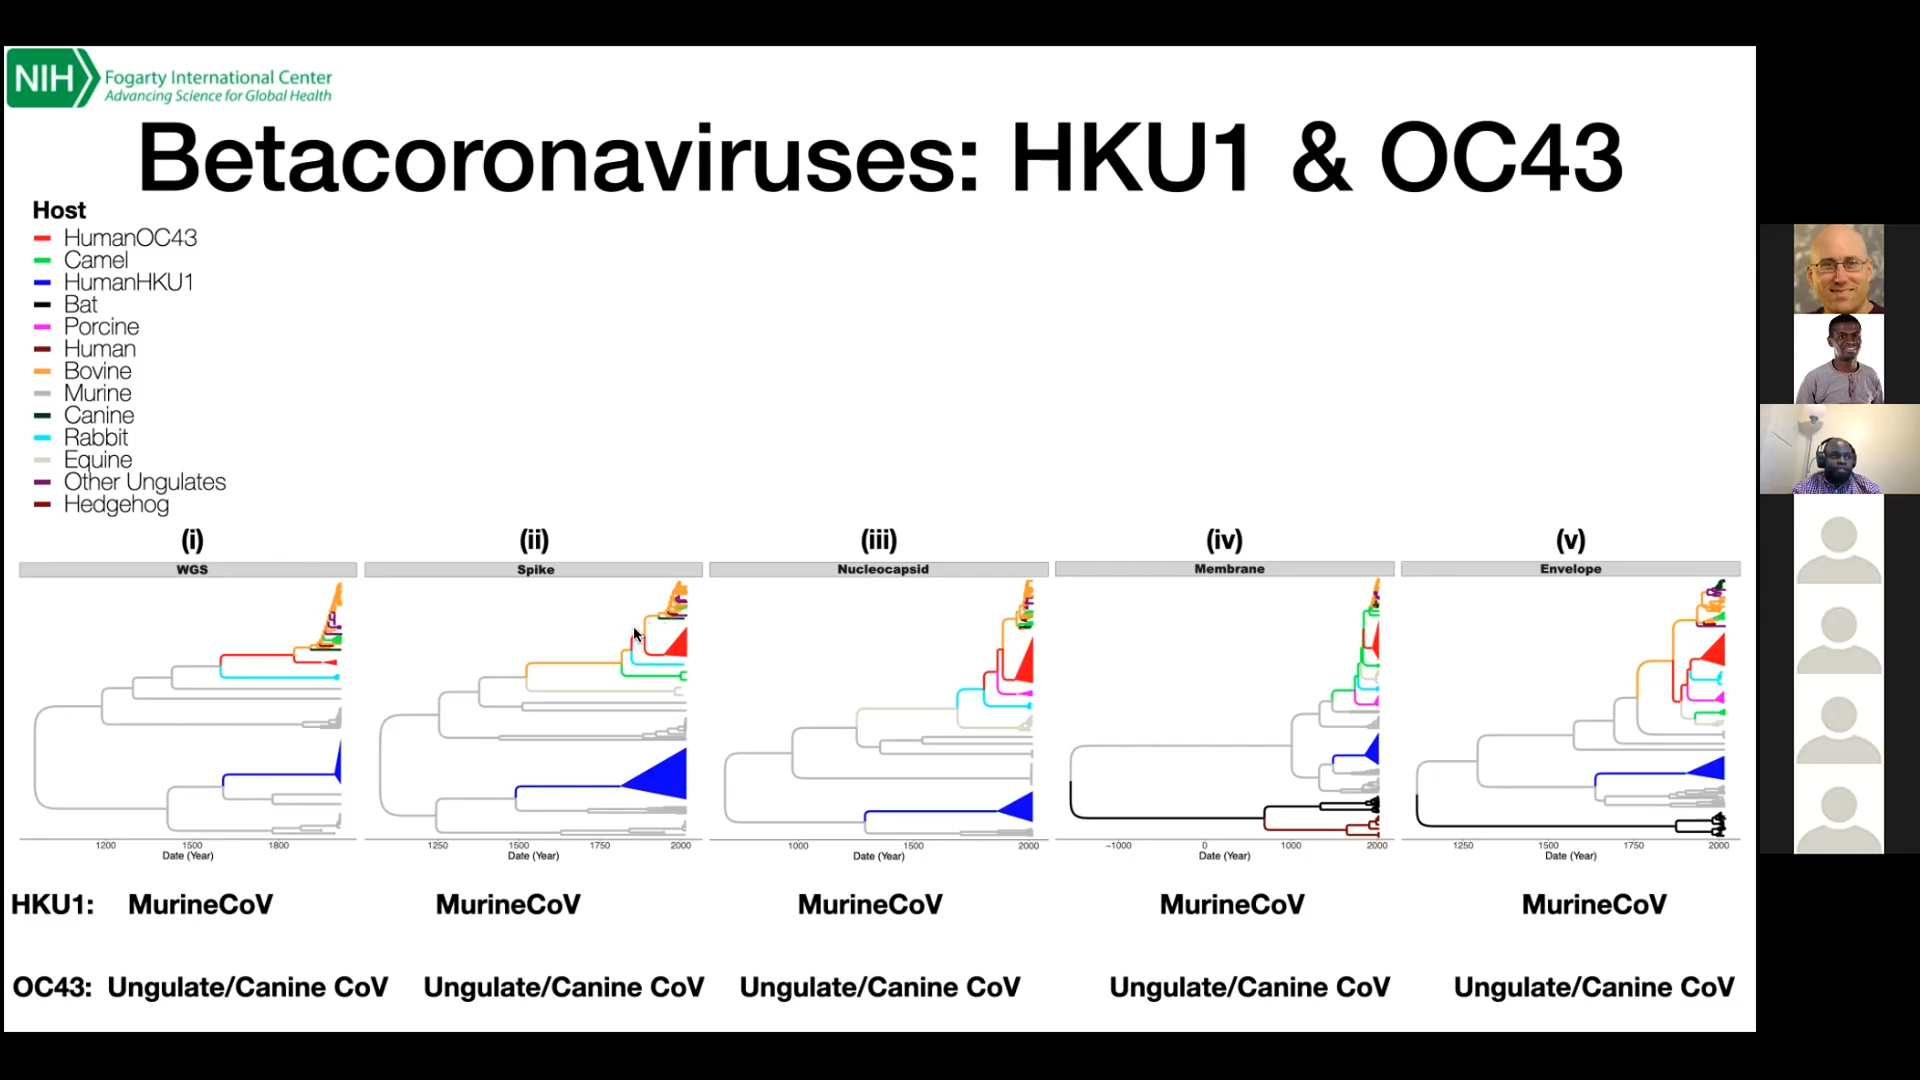 NIH Fogarty International Center
Advancing Science for Global Health
Betacoronaviruses: HKU1 & OC43
Host
HumanOC43
Camel
HumanHKU1
Bat
Porcine
Human
Bovine
Murine
Canine
Rabbit
Equine
Other Ungulates
Hedgehog
(i) (ii) (iii) (iv) (v)
WGS Spike Nucleocapsid Membrane Envelope
1200 1500 1800 1250 1500 1750 2000 1000 1500 2000 −1000 0 1000 2000 1250 1500 1750 2000
Date (Year) Date (Year) Date (Year) Date (Year) Date (Year)
HKU1: MurineCoV MurineCoV MurineCoV MurineCoV MurineCoV
OC43: Ungulate/Canine CoV Ungulate/Canine CoV Ungulate/Canine CoV Ungulate/Canine CoV Ungulate/Canine CoV